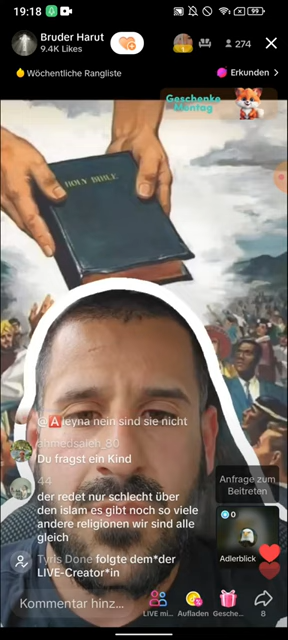 19:18
99
Bruder Harut
9.4K Likes
274
Wöchentliche Rangliste
Erkunden >
Geschenke
Montag
HOLY BIBLE
@🅰️leyna nein sind sie nicht
ahmedsaleh_80
Du fragst ein Kind
44
der redet nur schlecht über
den islam es gibt noch so viele
andere religionen wir sind alle
gleich
Tyris Done folgte dem*der
LIVE-Creator*in
Anfrage zum
Beitreten
0
Adlerblick
Kommentar hinz...
LIVE mi...
Aufladen
Gesche...
8